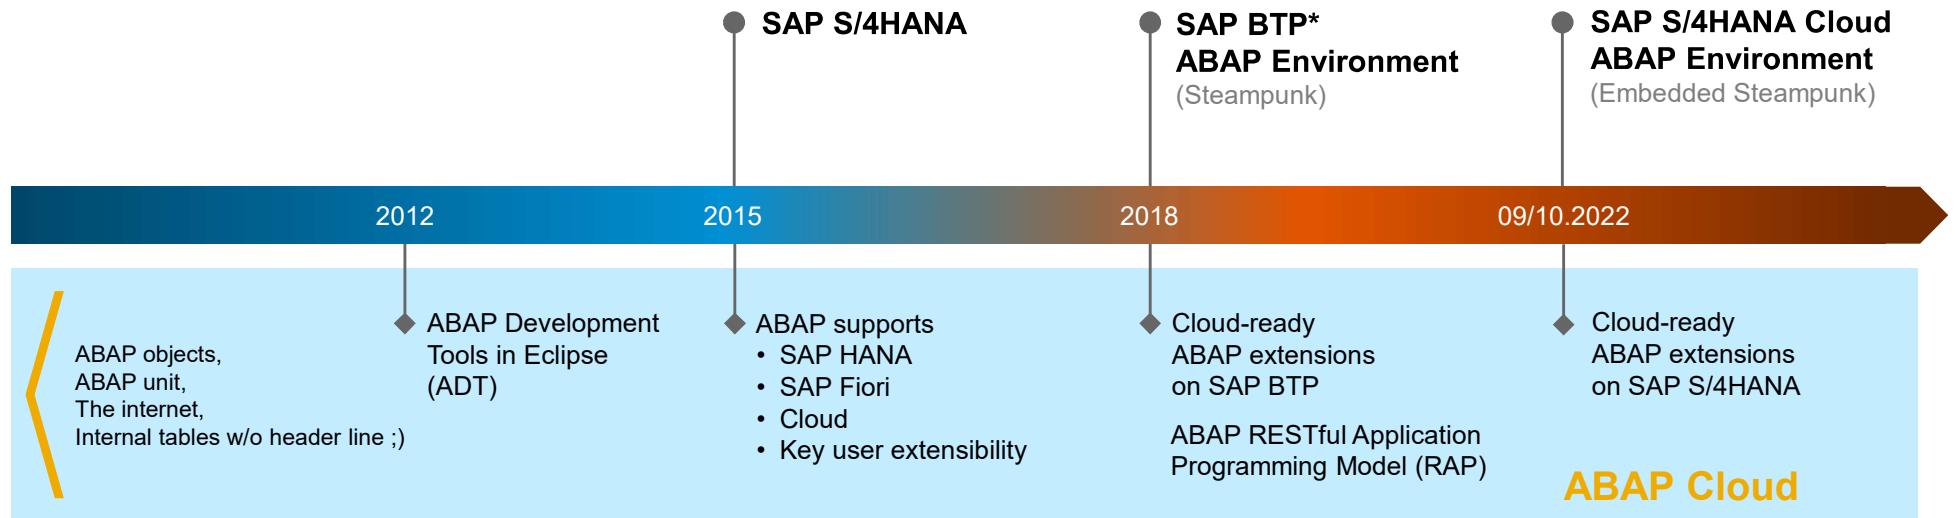 SAP S/4HANA
SAP BTP*
ABAP Environment
(Steampunk)
SAP S/4HANA Cloud
ABAP Environment
(Embedded Steampunk)
2012
2015
2018
09/10.2022
ABAP objects,
ABAP unit,
The internet,
Internal tables w/o header line ;)
ABAP Development
Tools in Eclipse
(ADT)
ABAP supports
• SAP HANA
• SAP Fiori
• Cloud
• Key user extensibility
Cloud-ready
ABAP extensions
on SAP BTP
ABAP RESTful Application
Programming Model (RAP)
Cloud-ready
ABAP extensions
on SAP S/4HANA
ABAP Cloud